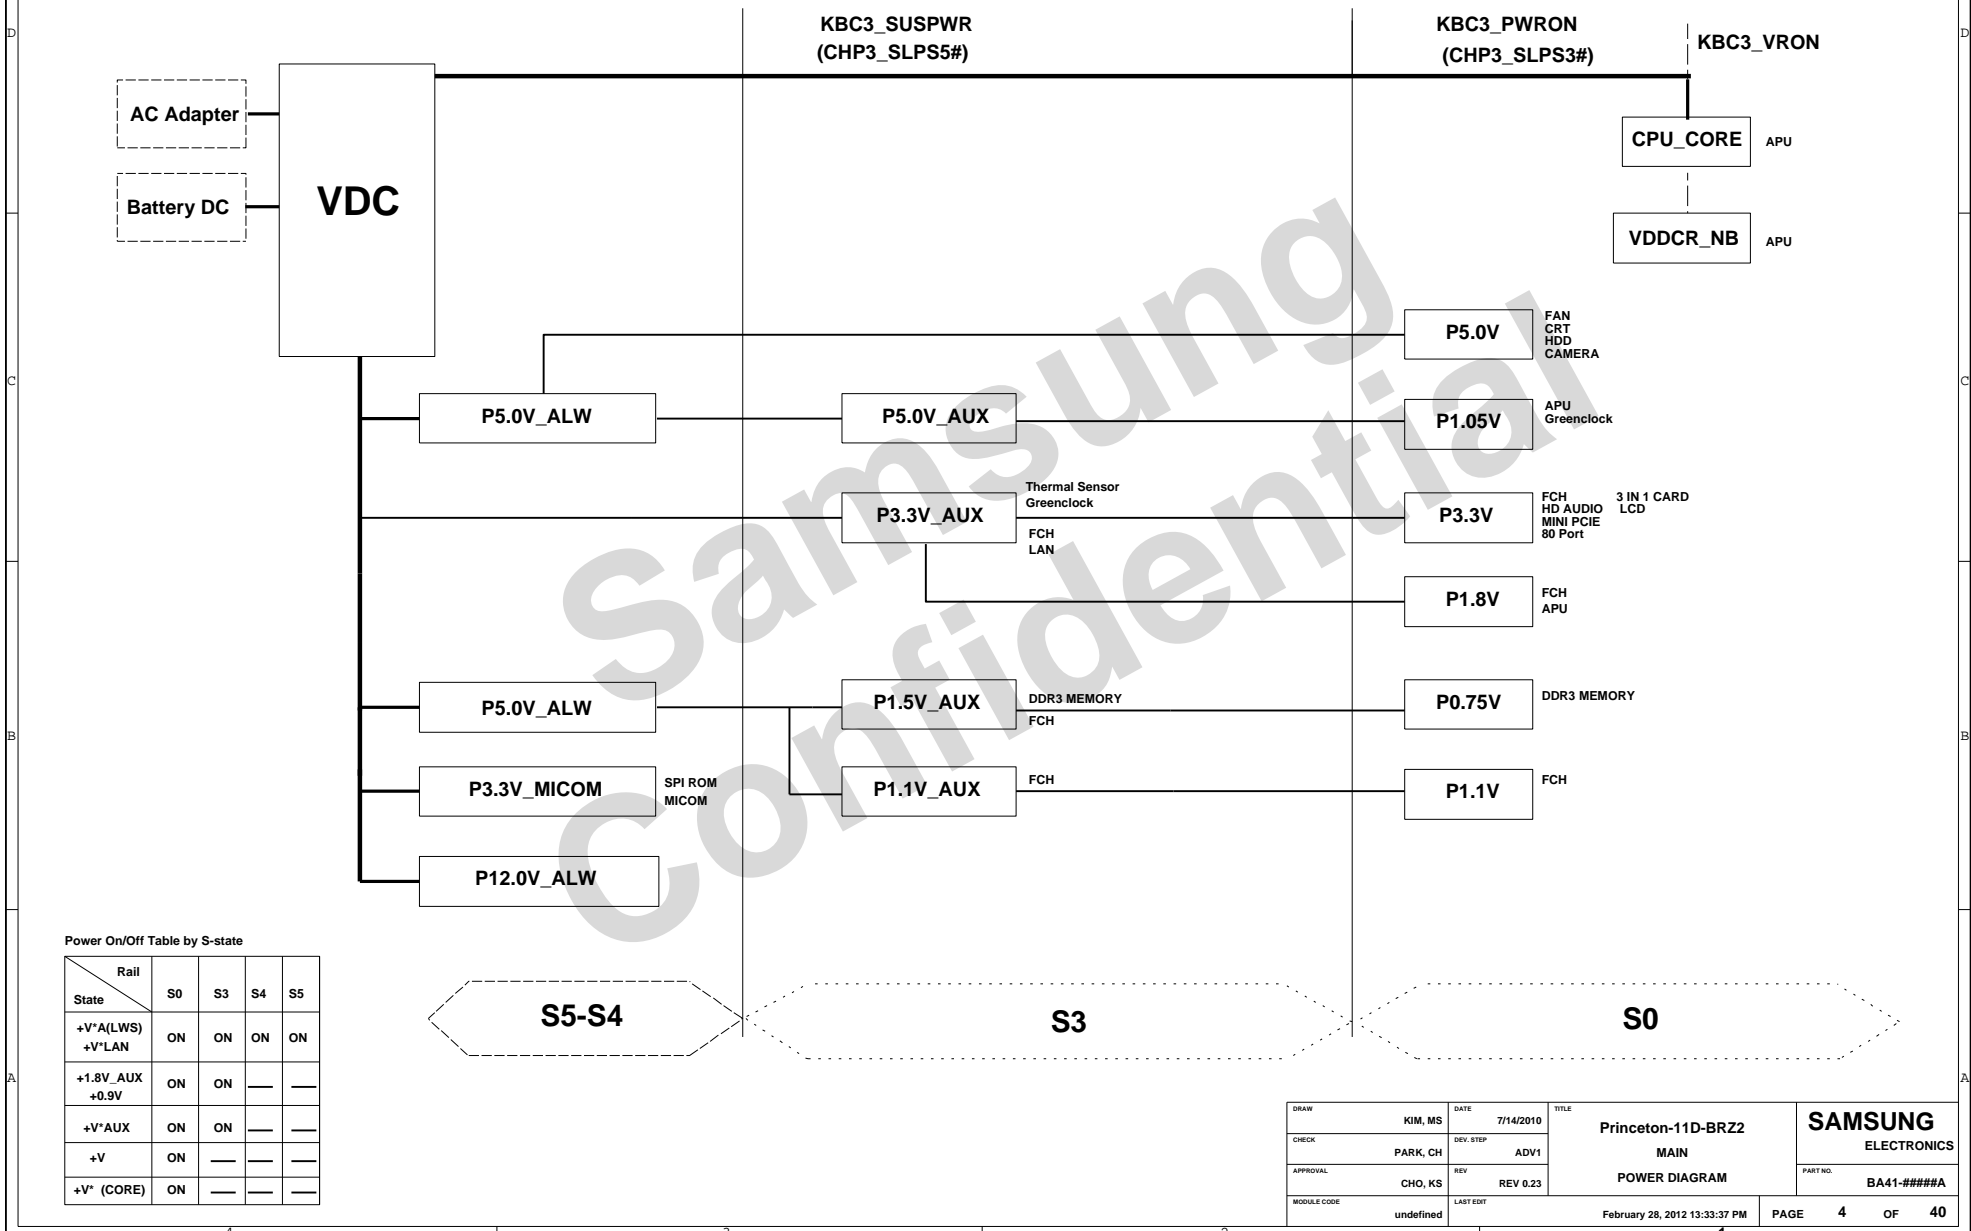 KBC3_SUSPWR
(CHP3_SLPS5#)
KBC3_PWRON
(CHP3_SLPS3#)
KBC3_VRON
D
D
AC Adapter
Battery DC
VDC
CPU_CORE
APU
VDDCR_NB
APU
P5.0V
FAN
CRT
HDD
CAMERA
C
C
P5.0V_ALW
P5.0V_AUX
P1.05V
APU
Greenclock
P3.3V_AUX
Thermal Sensor
Greenclock
FCH
LAN
P3.3V
FCH 3 IN 1 CARD
HD AUDIO LCD
MINI PCIE
80 Port
P1.8V
FCH
APU
P5.0V_ALW
P1.5V_AUX
DDR3 MEMORY
FCH
P0.75V
DDR3 MEMORY
B
B
P3.3V_MICOM
SPI ROM
MICOM
P1.1V_AUX
FCH
P1.1V
FCH
P12.0V_ALW
Samsung
Confidential
Power On/Off Table by S-state
Rail
State S0 S3 S4 S5
+V*A(LWS)
+V*LAN ON ON ON ON
+1.8V_AUX
+0.9V ON ON
+V*AUX ON ON
+V ON
+V* (CORE) ON
S5-S4
S3
S0
A
A
DRAW KIM, MS
DATE 7/14/2010
TITLE
Princeton-11D-BRZ2
MAIN
POWER DIAGRAM
SAMSUNG
ELECTRONICS
CHECK PARK, CH
DEV. STEP ADV1
APPROVAL CHO, KS
REV REV 0.23
PART NO. BA41-#####A
MODULE CODE undefined
LAST EDIT February 28, 2012 13:33:37 PM
PAGE 4 OF 40